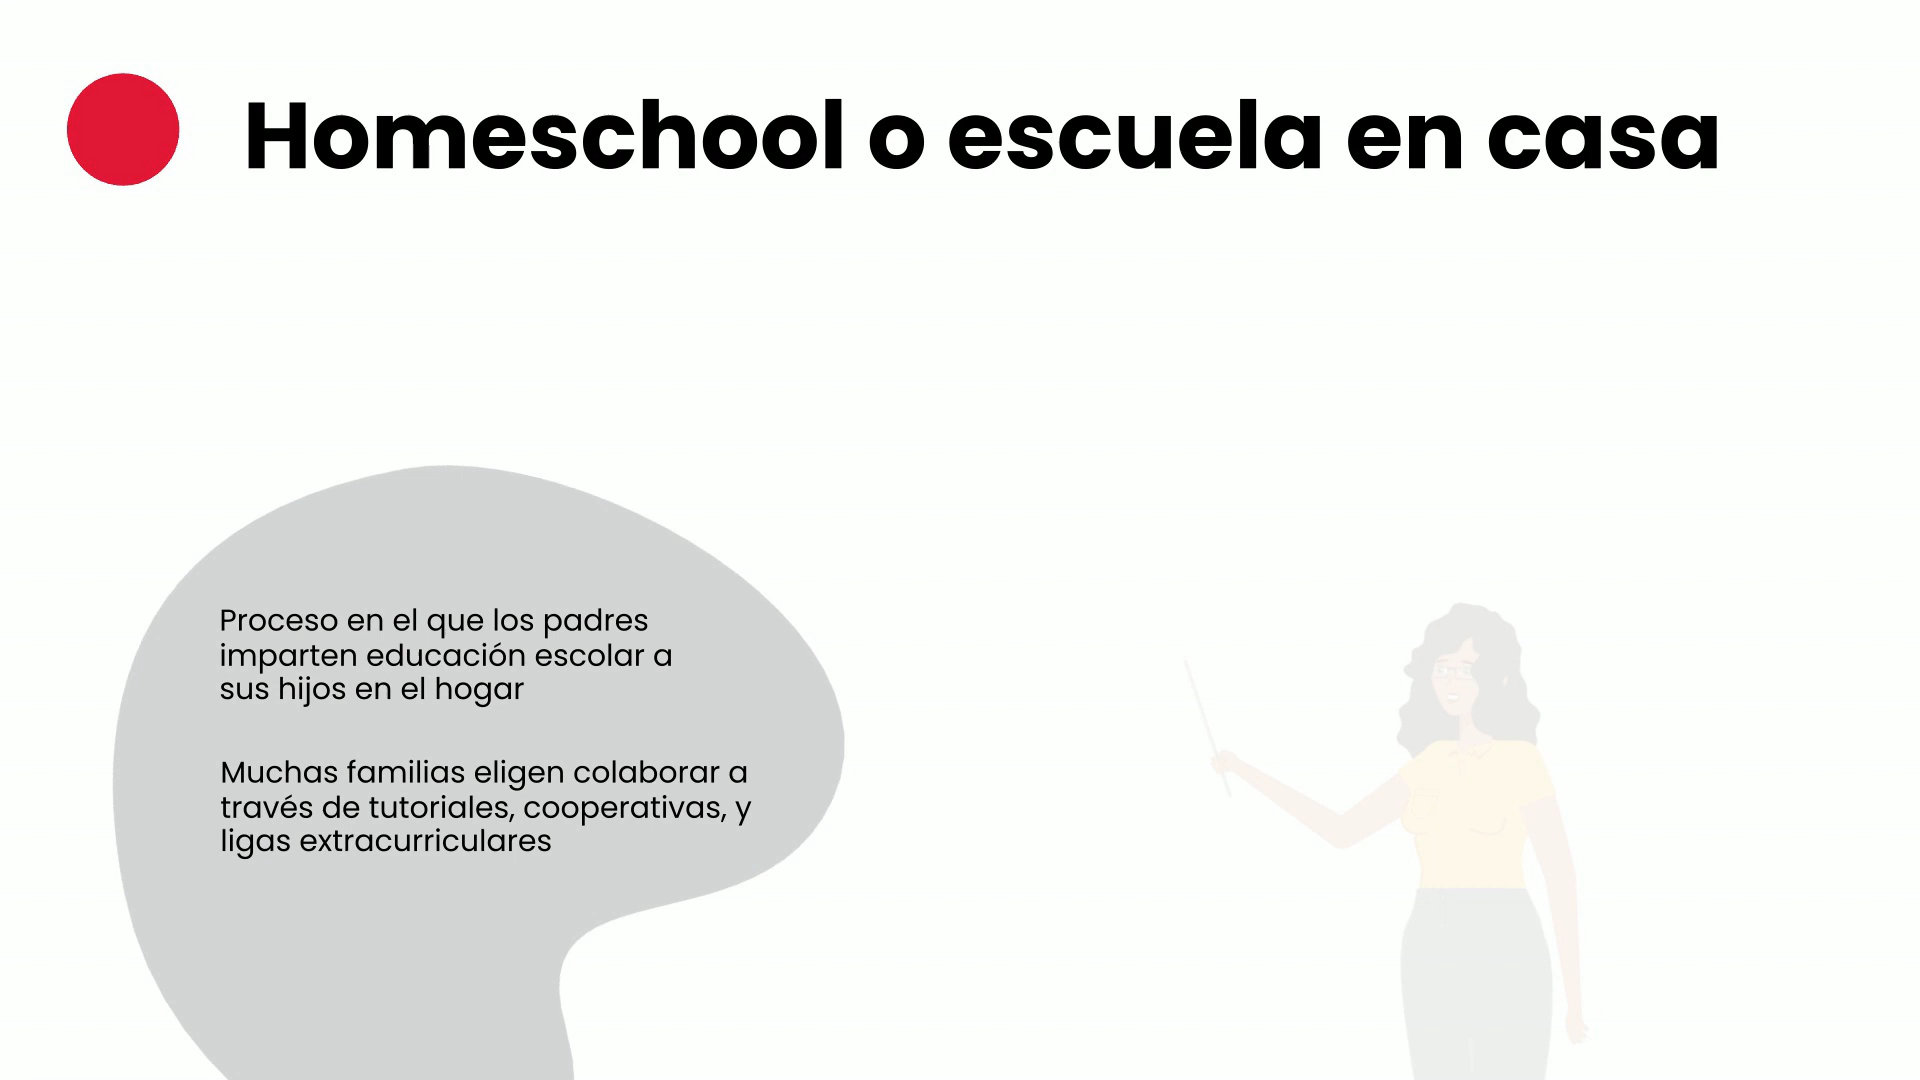 Homeschool o escuela en casa
Proceso en el que los padres
imparten educación escolar a
sus hijos en el hogar
Muchas familias eligen colaborar a
través de tutoriales, cooperativas, y
ligas extracurriculares